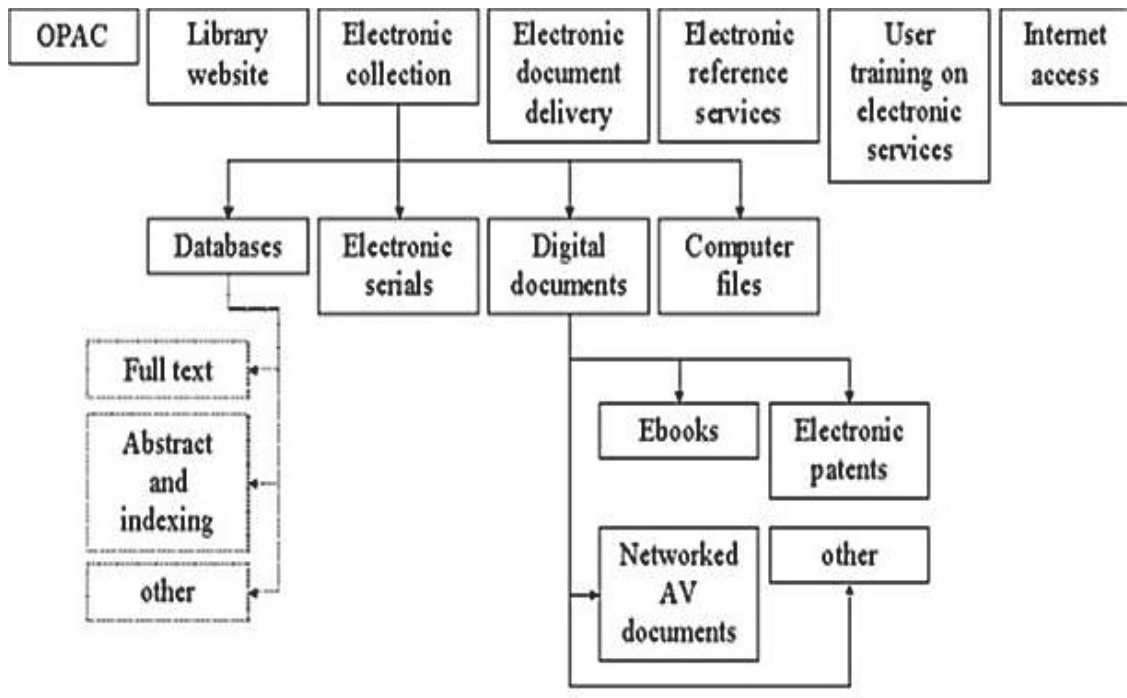 OPAC
Library
website
Electronic
collection
Electronic
document
delivery
Electronic
reference
services
User
training on
electronic
services
Internet
access
Databases
Electronic
serials
Digital
documents
Computer
files
Full text
Abstract
and
indexing
other
Ebooks
Electronic
patents
Networked
AV
documents
other